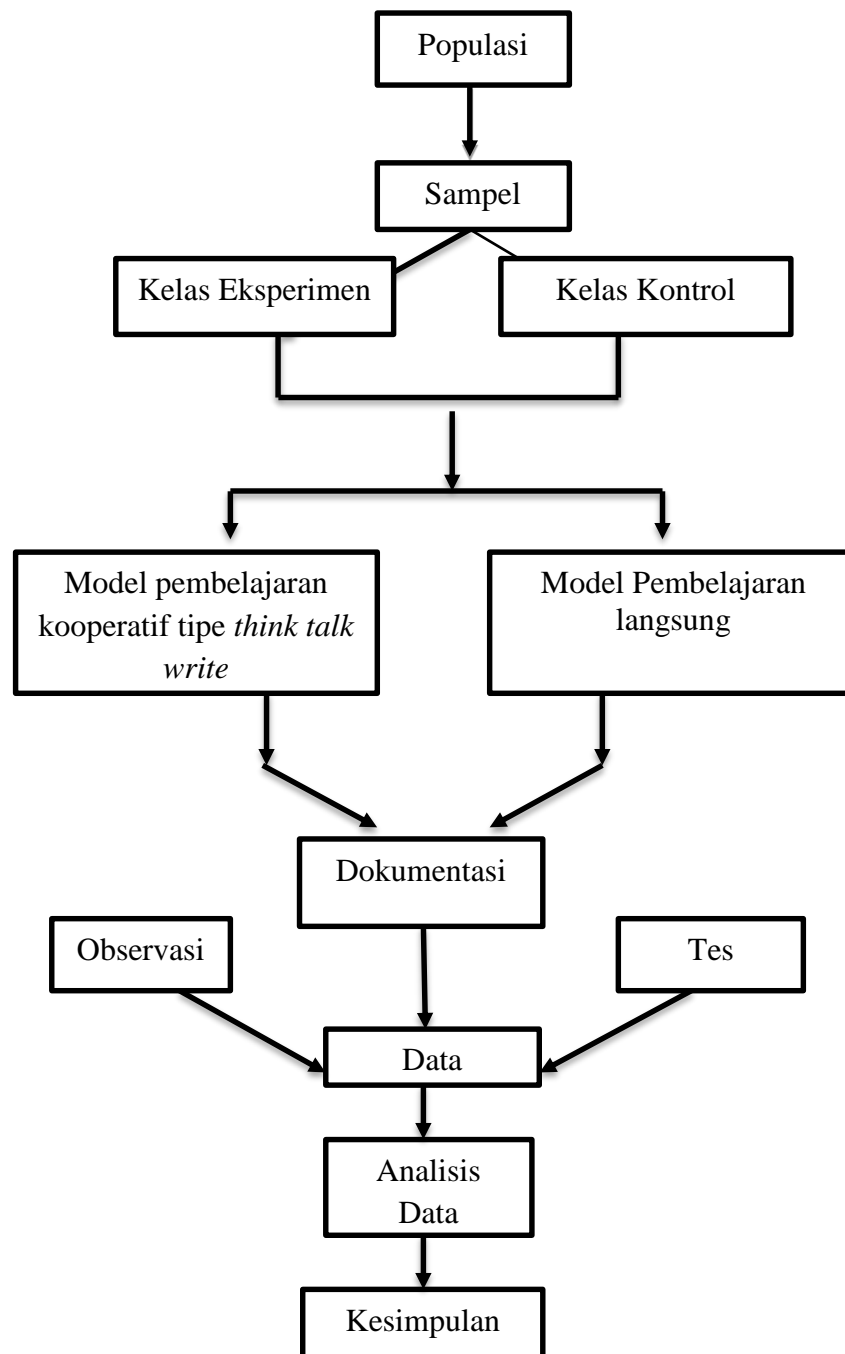 Populasi
Sampel
Kelas Eksperimen
Kelas Kontrol
Model pembelajaran
kooperatif tipe think talk
write
Model Pembelajaran
langsung
Dokumentasi
Observasi
Tes
Data
Analisis
Data
Kesimpulan